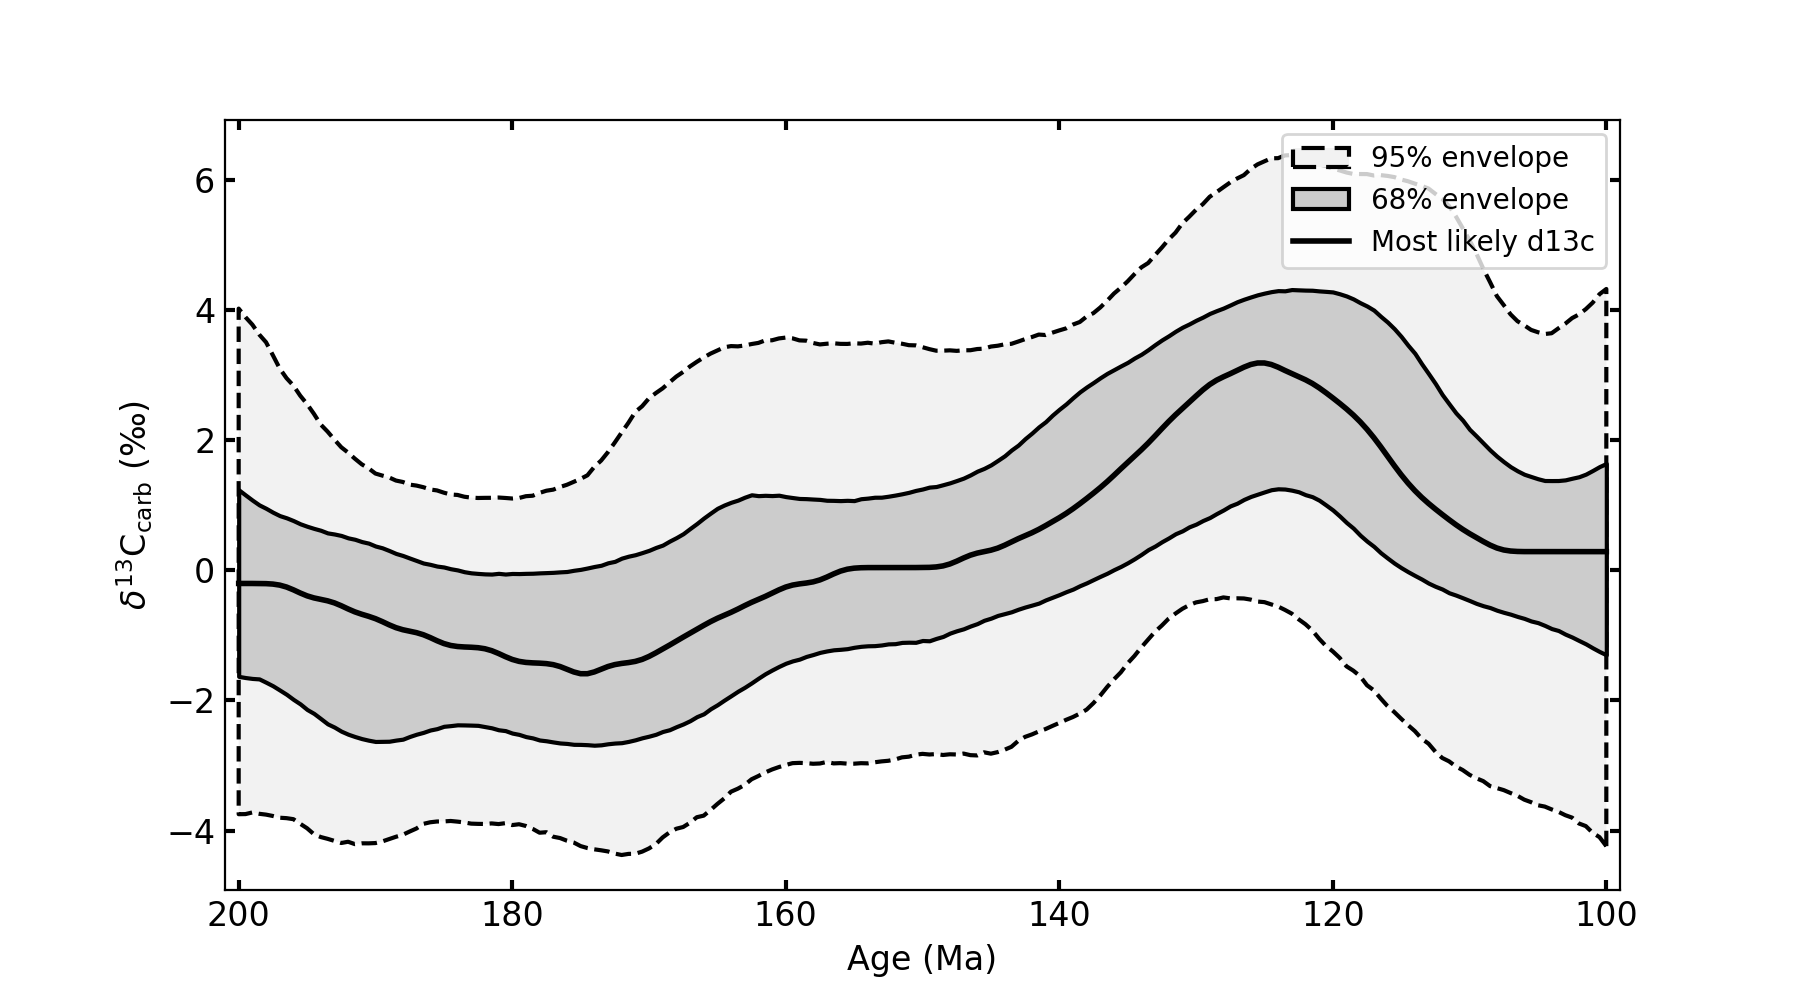 95% envelope
68% envelope
Most likely d13c
6
4
2
0
−2
−4
δ¹³C_carb (‰)
200 180 160 140 120 100
Age (Ma)